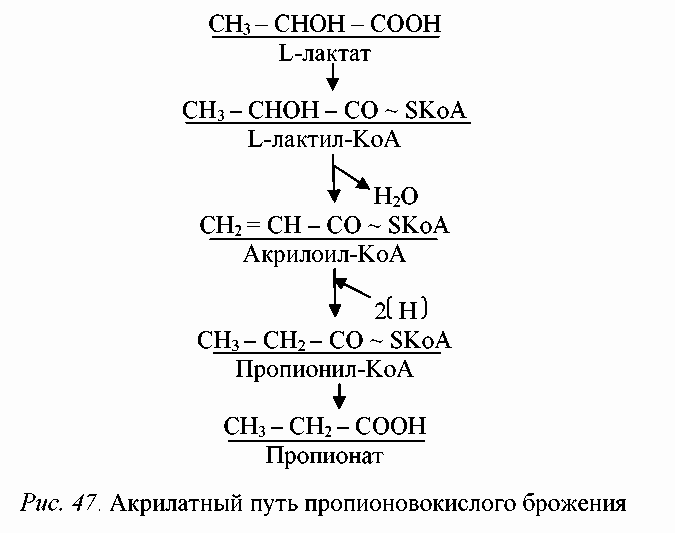 CH₃ – CHOH – COOH
L-лактат
CH₃ – CHOH – CO ~ SKoA
L-лактил-KoA
H₂O
CH₂ = CH – CO ~ SKoA
Акрилоил-KoA
2(H)
CH₃ – CH₂ – CO ~ SKoA
Пропионил-KoA
CH₃ – CH₂ – COOH
Пропионат
Рис. 47. Акрилатный путь пропионовокислого брожения